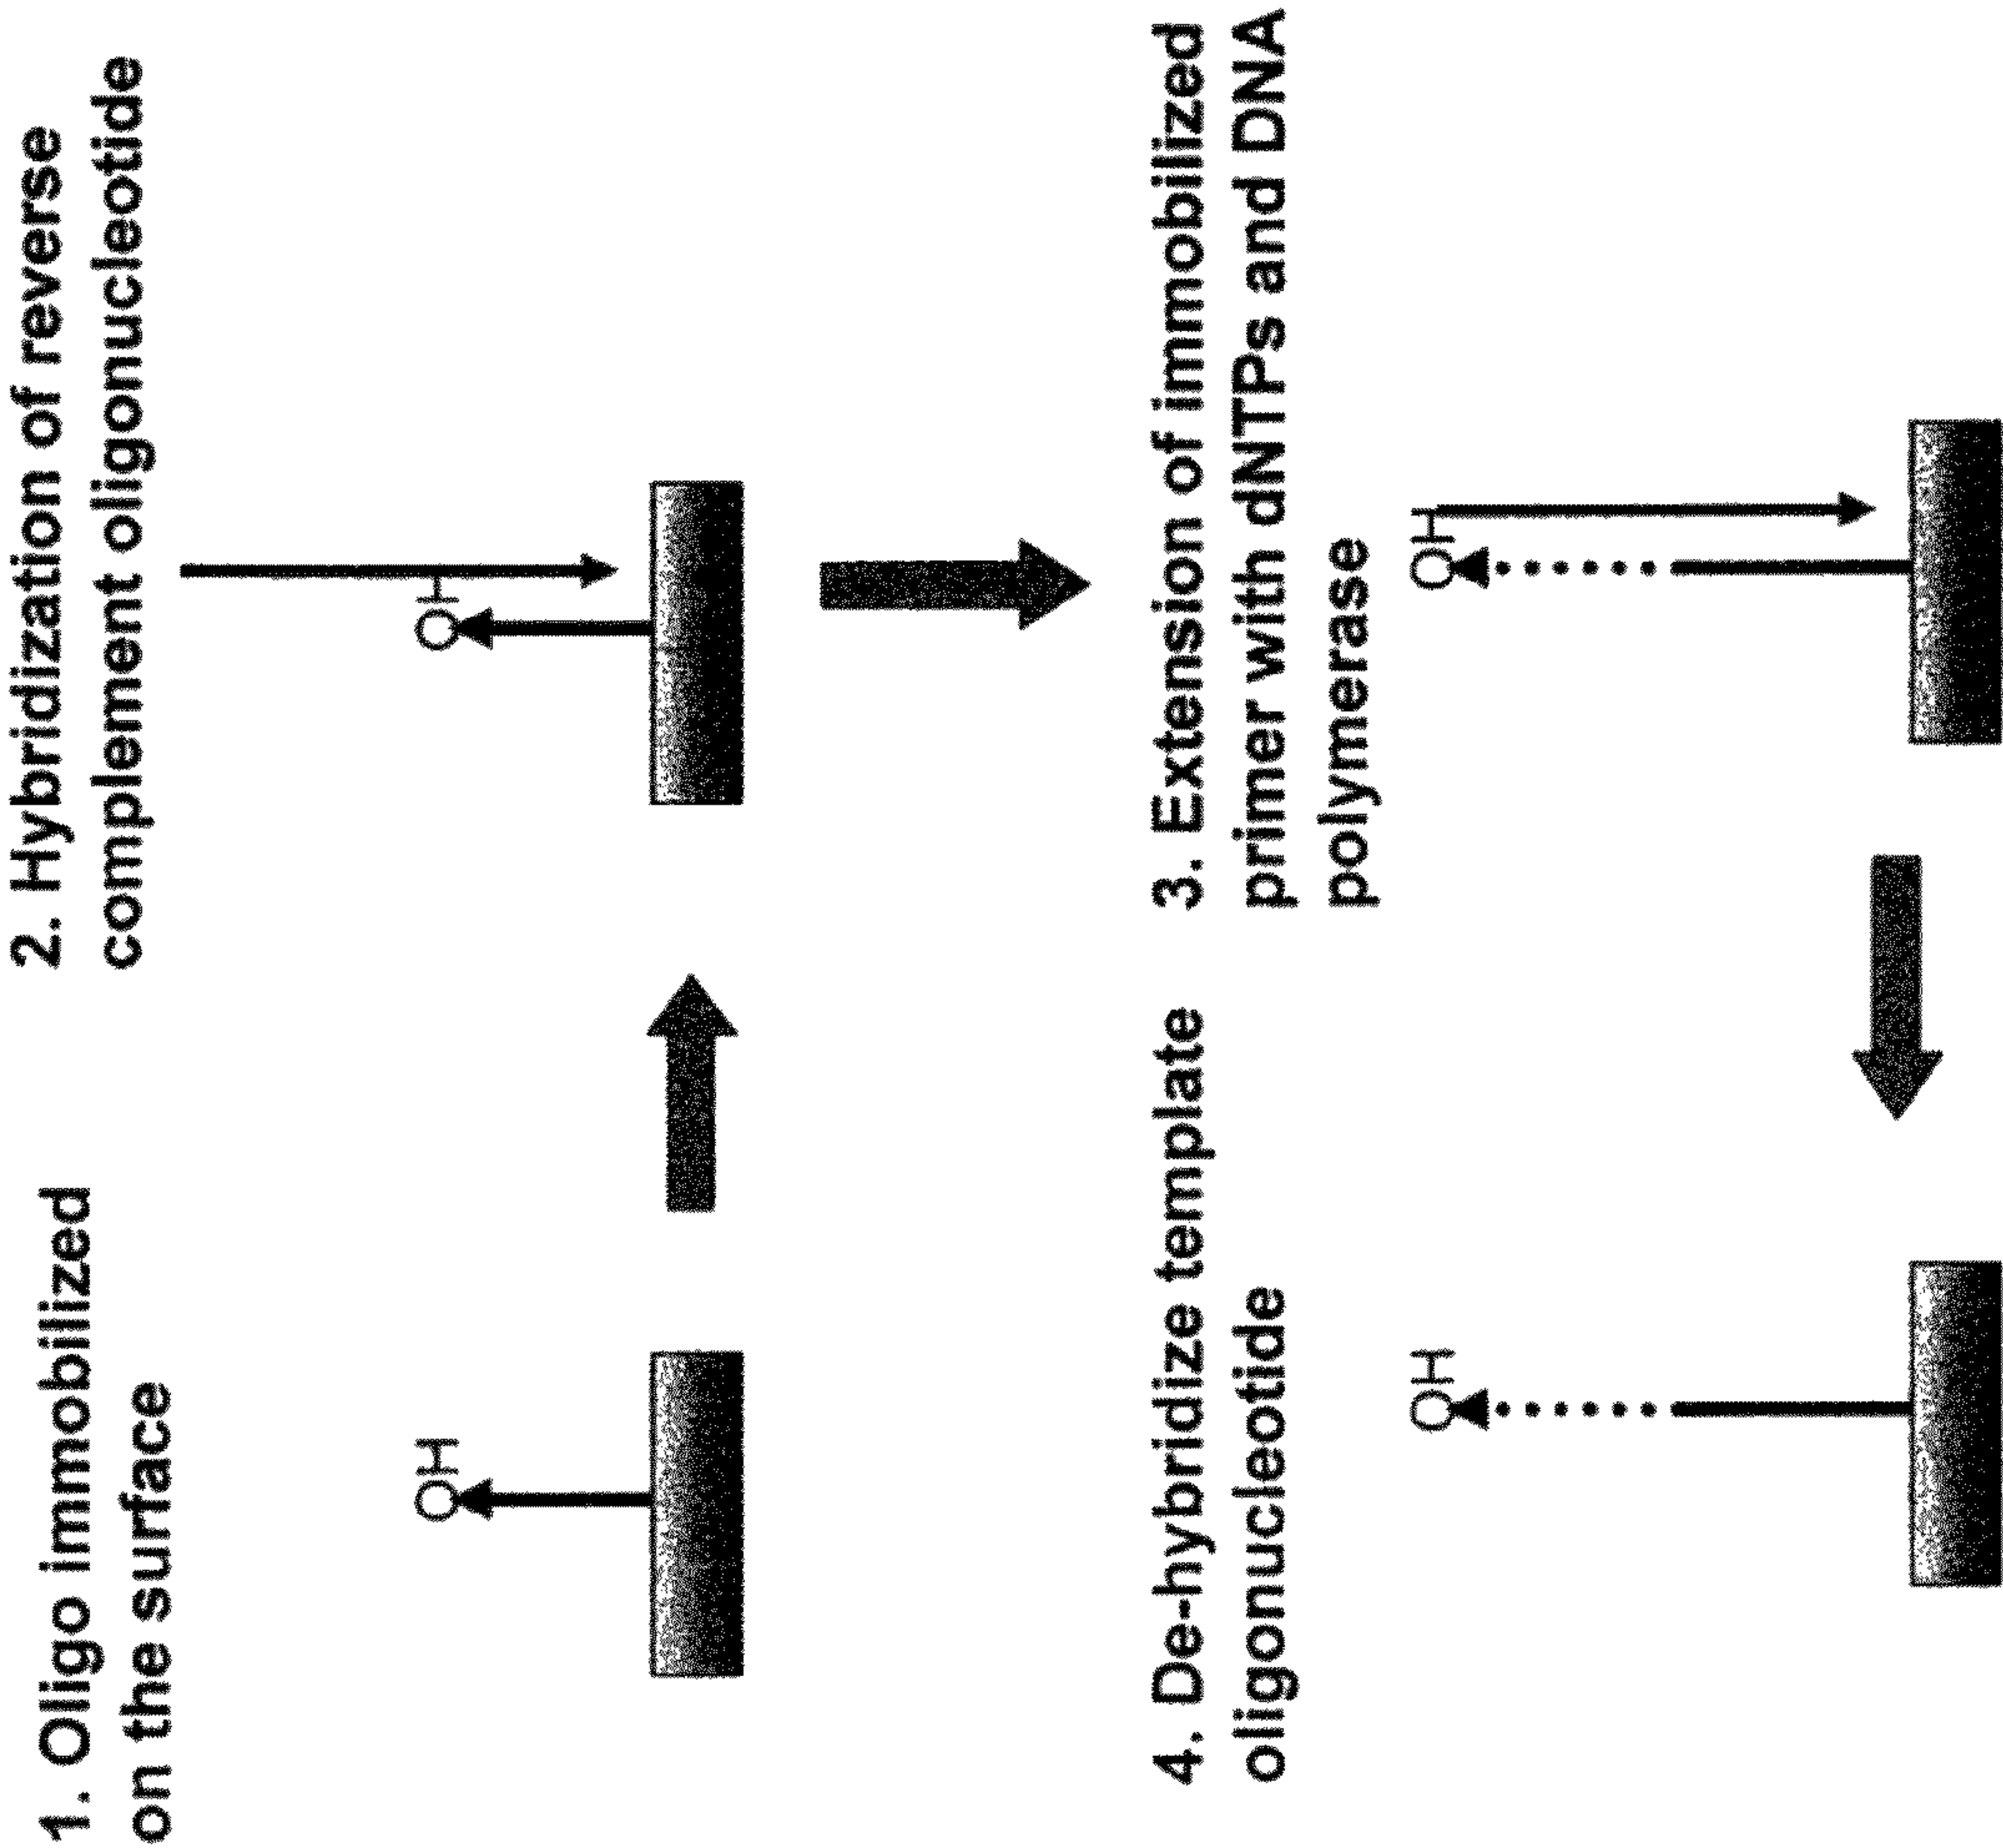 1. Oligo immobilized
on the surface
OH
2. Hybridization of reverse
complement oligonucleotide
OH
3. Extension of immobilized
primer with dNTPs and DNA
polymerase
OH
4. De-hybridize template
oligonucleotide
OH